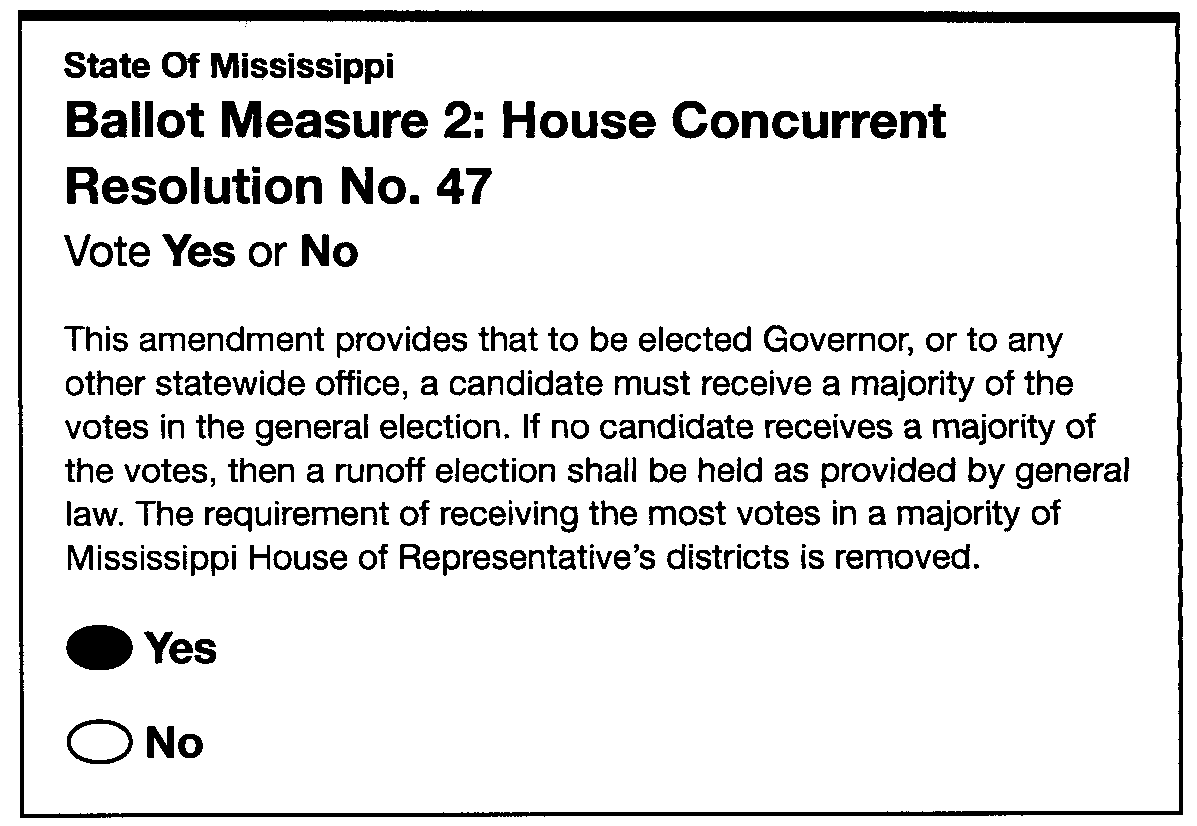 State Of Mississippi
Ballot Measure 2: House Concurrent
Resolution No. 47
Vote Yes or No
This amendment provides that to be elected Governor, or to any
other statewide office, a candidate must receive a majority of the
votes in the general election. If no candidate receives a majority of
the votes, then a runoff election shall be held as provided by general
law. The requirement of receiving the most votes in a majority of
Mississippi House of Representative's districts is removed.
Yes
No